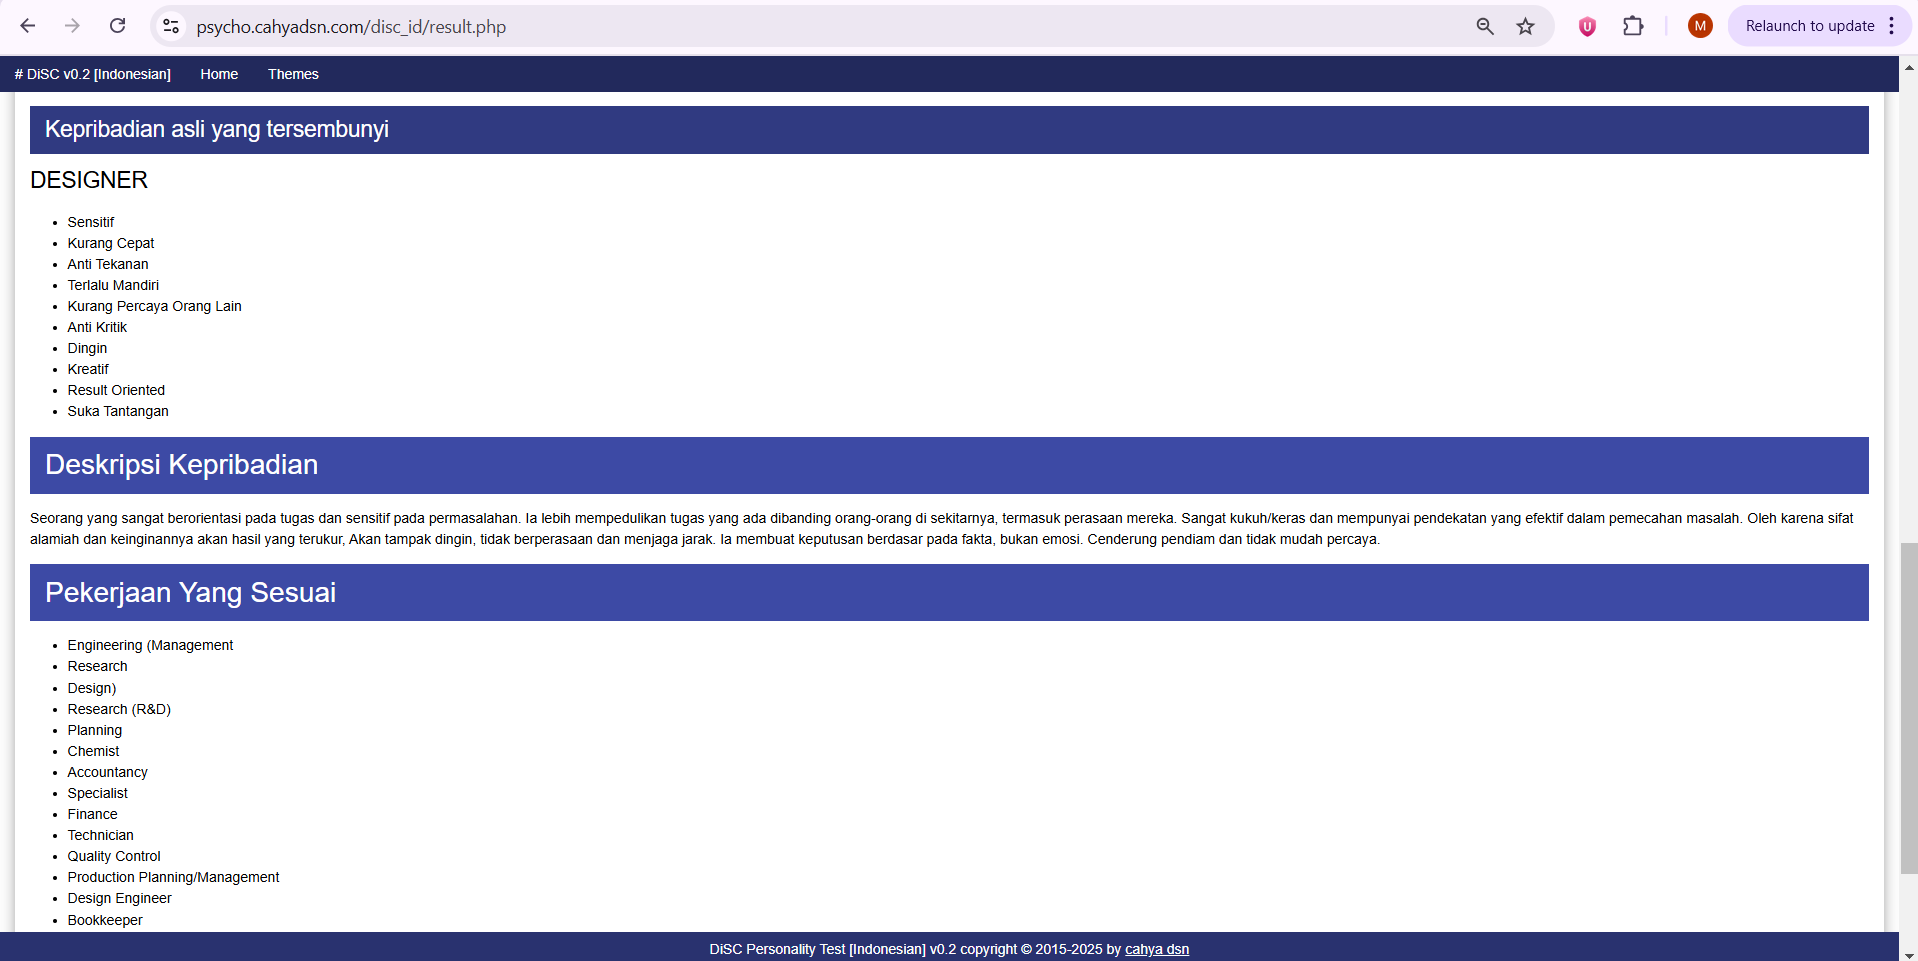 psycho.cahyadsn.com/disc_id/result.php
M
Relaunch to update
# DiSC v0.2 [Indonesian] Home Themes
Kepribadian asli yang tersembunyi
DESIGNER
Sensitif
Kurang Cepat
Anti Tekanan
Terlalu Mandiri
Kurang Percaya Orang Lain
Anti Kritik
Dingin
Kreatif
Result Oriented
Suka Tantangan
Deskripsi Kepribadian
Seorang yang sangat berorientasi pada tugas dan sensitif pada permasalahan. Ia lebih mempedulikan tugas yang ada dibanding orang-orang di sekitarnya, termasuk perasaan mereka. Sangat kukuh/keras dan mempunyai pendekatan yang efektif dalam pemecahan masalah. Oleh karena sifat
alamiah dan keinginannya akan hasil yang terukur, Akan tampak dingin, tidak berperasaan dan menjaga jarak. Ia membuat keputusan berdasar pada fakta, bukan emosi. Cenderung pendiam dan tidak mudah percaya.
Pekerjaan Yang Sesuai
Engineering (Management
Research
Design)
Research (R&D)
Planning
Chemist
Accountancy
Specialist
Finance
Technician
Quality Control
Production Planning/Management
Design Engineer
Bookkeeper
DiSC Personality Test [Indonesian] v0.2 copyright © 2015-2025 by cahya dsn